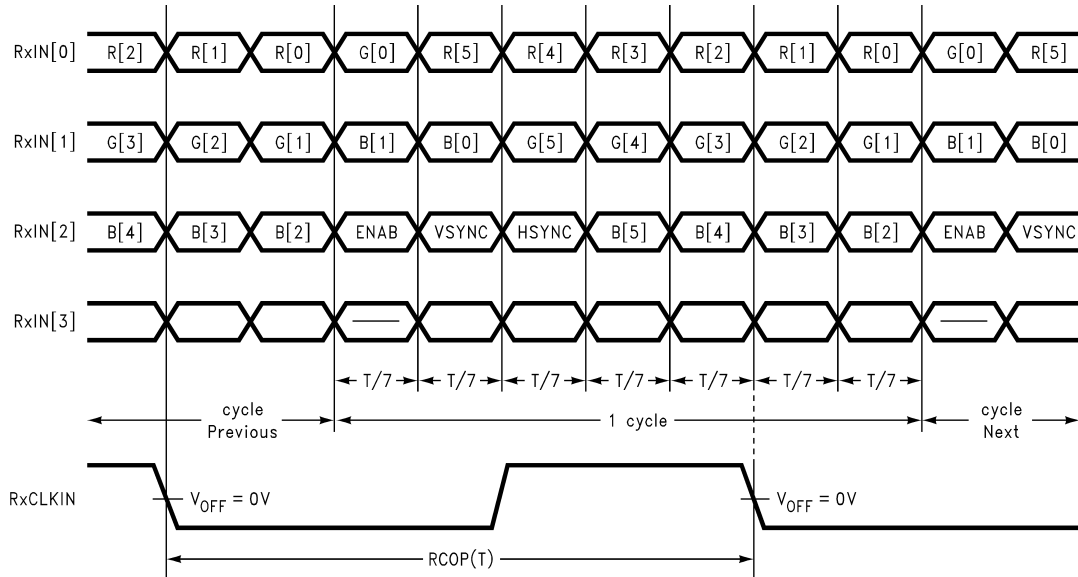 RxIN[0] R[2] R[1] R[0] G[0] R[5] R[4] R[3] R[2] R[1] R[0] G[0] R[5]
RxIN[1] G[3] G[2] G[1] B[1] B[0] G[5] G[4] G[3] G[2] G[1] B[1] B[0]
RxIN[2] B[4] B[3] B[2] ENAB VSYNC HSYNC B[5] B[4] B[3] B[2] ENAB VSYNC
RxIN[3]
T/7 T/7 T/7 T/7 T/7 T/7 T/7
cycle
Previous
1 cycle
cycle
Next
RxCLKIN
VOFF = 0V VOFF = 0V
RCOP(T)